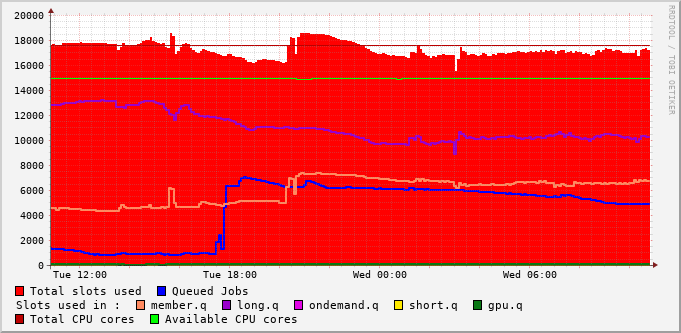 20000
18000
16000
14000
12000
10000
8000
6000
4000
2000
0
Tue 12:00 Tue 18:00 Wed 00:00 Wed 06:00
RRDTOOL / TOBI OETIKER
Total slots used Queued Jobs
Slots used in : member.q long.q ondemand.q short.q gpu.q
Total CPU cores Available CPU cores